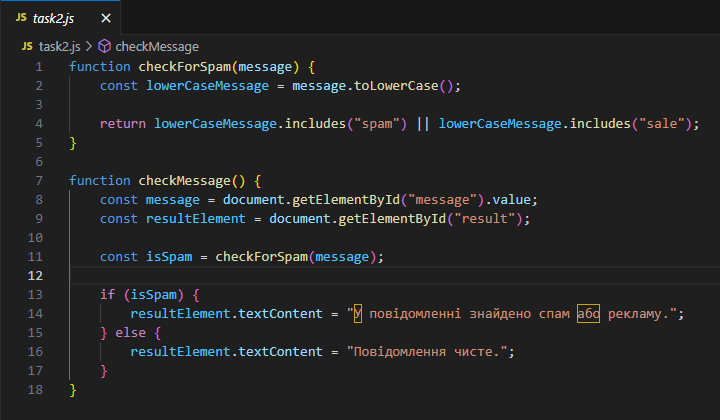 JS task2.js ×
JS task2.js > checkMessage
1 function checkForSpam(message) {
2 const lowerCaseMessage = message.toLowerCase();
3
4 return lowerCaseMessage.includes("spam") || lowerCaseMessage.includes("sale");
5 }
6
7 function checkMessage() {
8 const message = document.getElementById("message").value;
9 const resultElement = document.getElementById("result");
10
11 const isSpam = checkForSpam(message);
12
13 if (isSpam) {
14 resultElement.textContent = "У повідомленні знайдено спам або рекламу.";
15 } else {
16 resultElement.textContent = "Повідомлення чисте.";
17 }
18 }